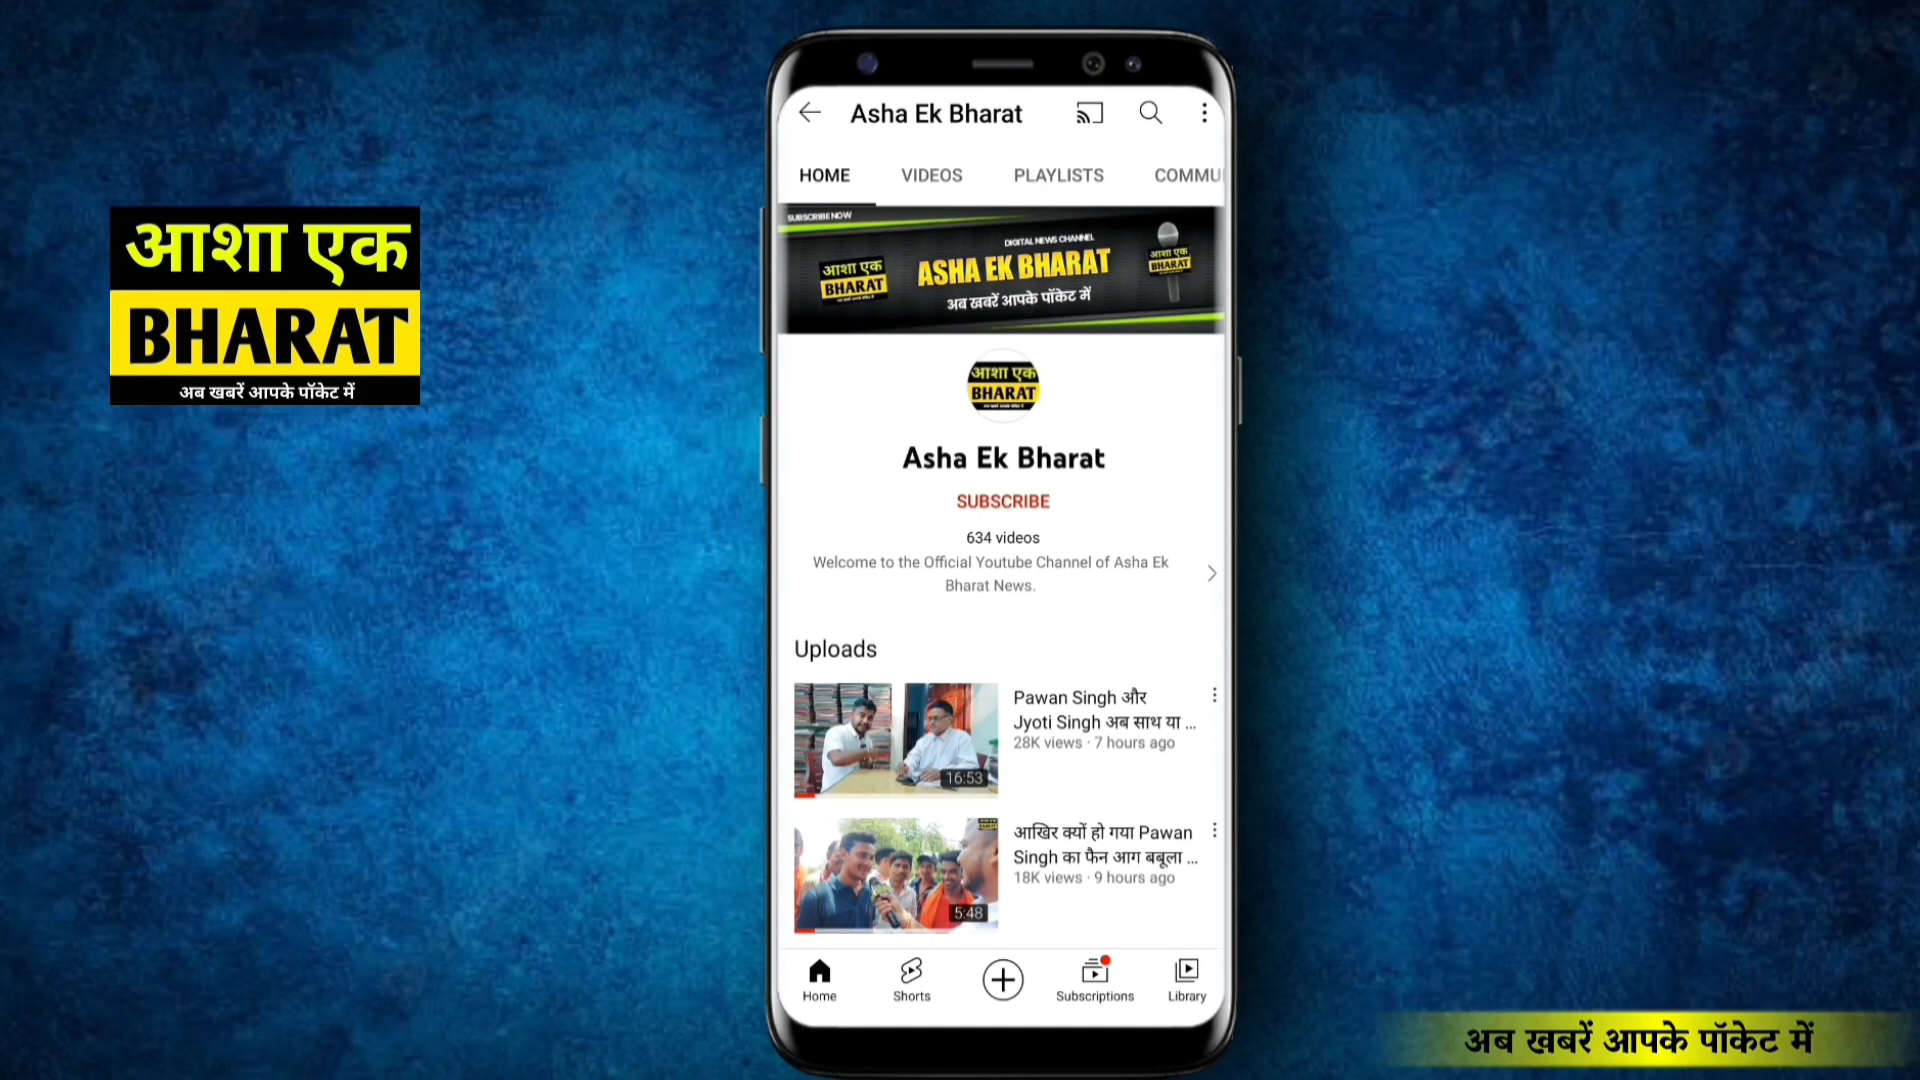 आशा एक
BHARAT
अब खबरें आपके पॉकेट में
Asha Ek Bharat
HOME VIDEOS PLAYLISTS COMMU
SUBSCRIBE NOW
DIGITAL NEWS CHANNEL
ASHA EK BHARAT
अब खबरें आपके पॉकेट में
आशा एक
BHARAT
आशा एक
BHARAT
आशा एक
BHARAT
Asha Ek Bharat
SUBSCRIBE
634 videos
Welcome to the Official Youtube Channel of Asha Ek
Bharat News.
Uploads
Pawan Singh और
Jyoti Singh अब साथ या ...
28K views · 7 hours ago
16:53
आखिर क्यों हो गया Pawan
Singh का फैन आग बबूला ...
18K views · 9 hours ago
5:48
Home Shorts Subscriptions Library
अब खबरें आपके पॉकेट में